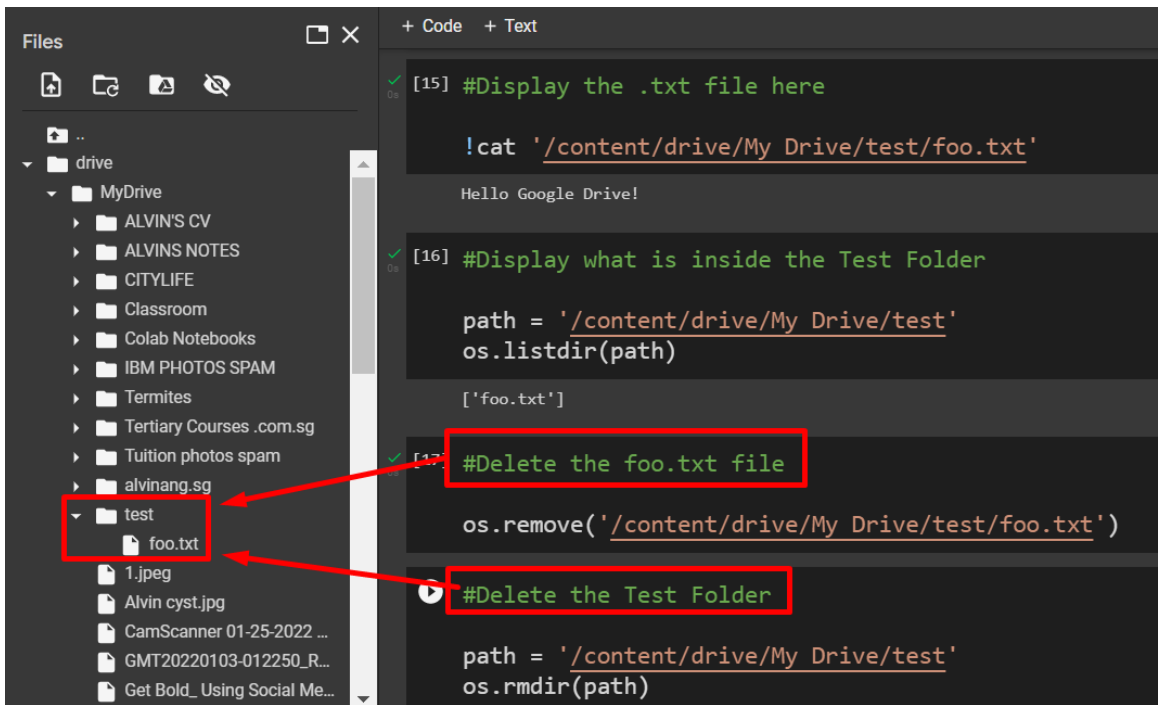 Files
..
drive
MyDrive
ALVIN'S CV
ALVINS NOTES
CITYLIFE
Classroom
Colab Notebooks
IBM PHOTOS SPAM
Termites
Tertiary Courses .com.sg
Tuition photos spam
alvinang.sg
test
foo.txt
1.jpeg
Alvin cyst.jpg
CamScanner 01-25-2022 ...
GMT20220103-012250_R...
Get Bold_ Using Social Me...
+ Code + Text
[15] #Display the .txt file here
0s
!cat '/content/drive/My Drive/test/foo.txt'
Hello Google Drive!
[16] #Display what is inside the Test Folder
0s
path = '/content/drive/My Drive/test'
os.listdir(path)
['foo.txt']
[17] #Delete the foo.txt file
0s
os.remove('/content/drive/My Drive/test/foo.txt')
#Delete the Test Folder
path = '/content/drive/My Drive/test'
os.rmdir(path)